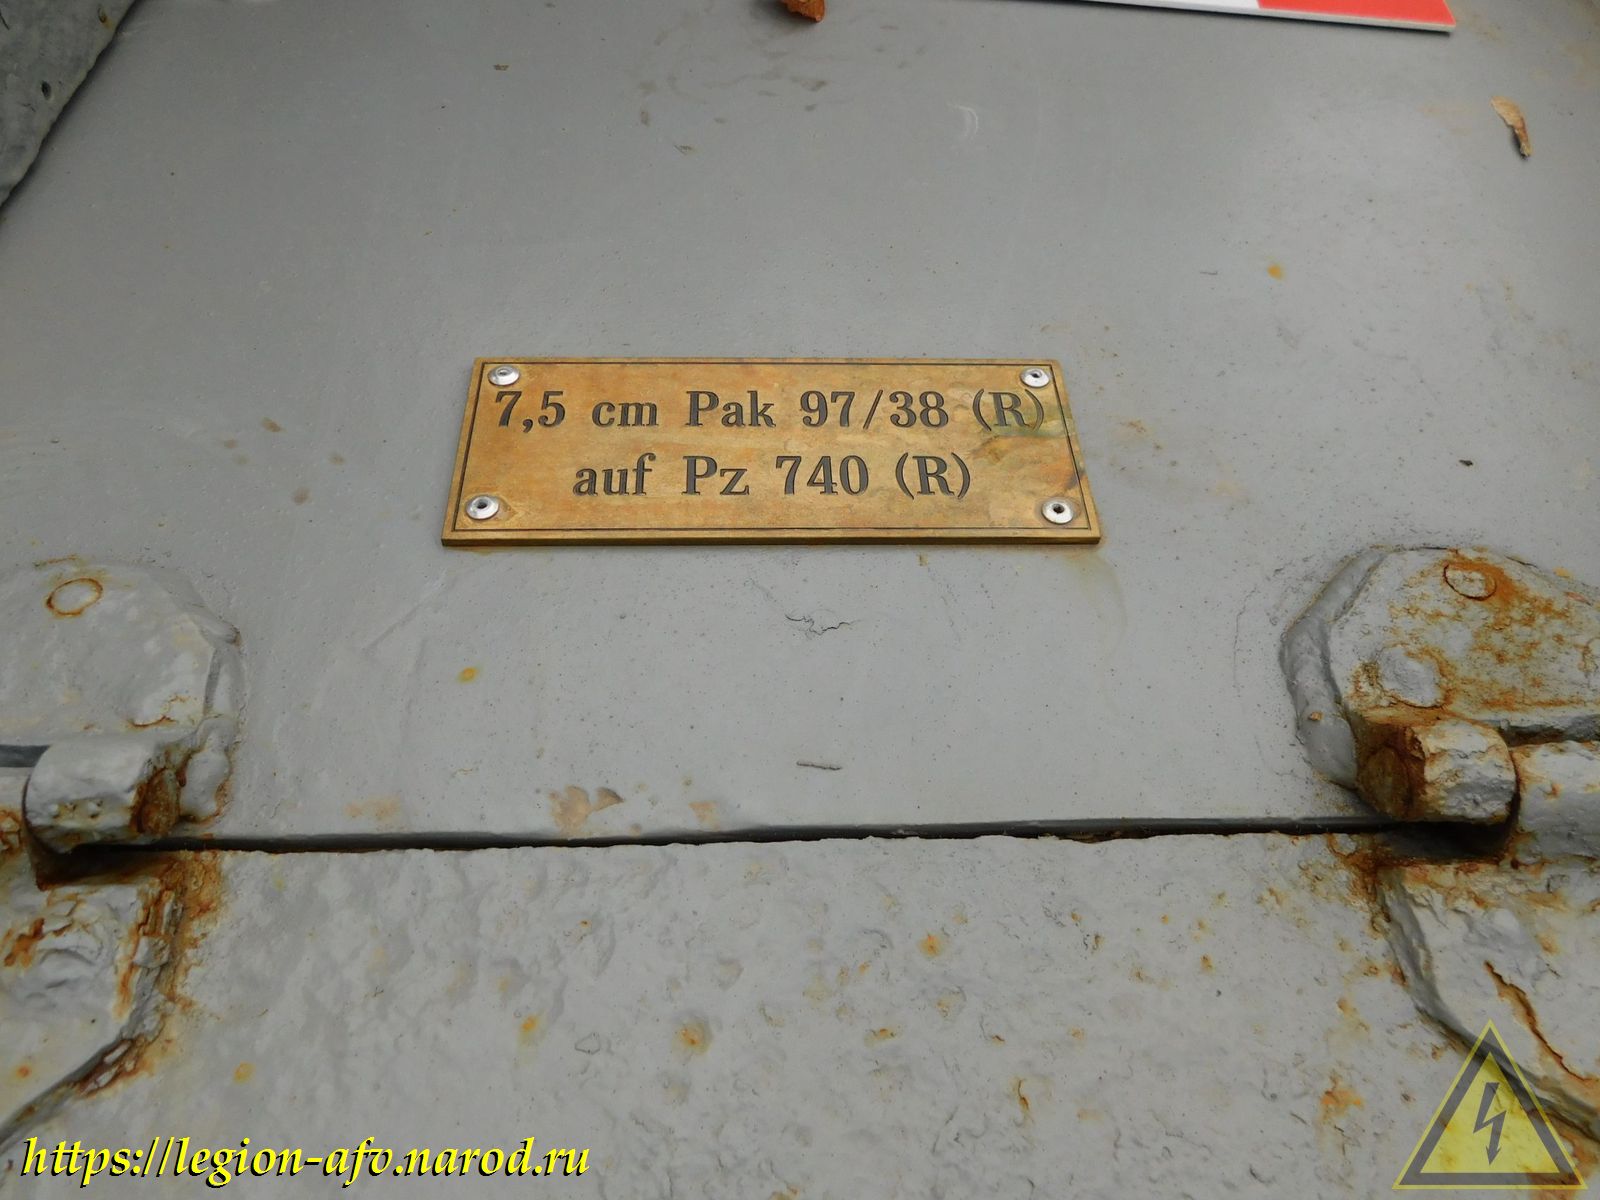 7,5 cm Pak 97/38 (R)
auf Pz 740 (R)
https://legion-afv.narod.ru